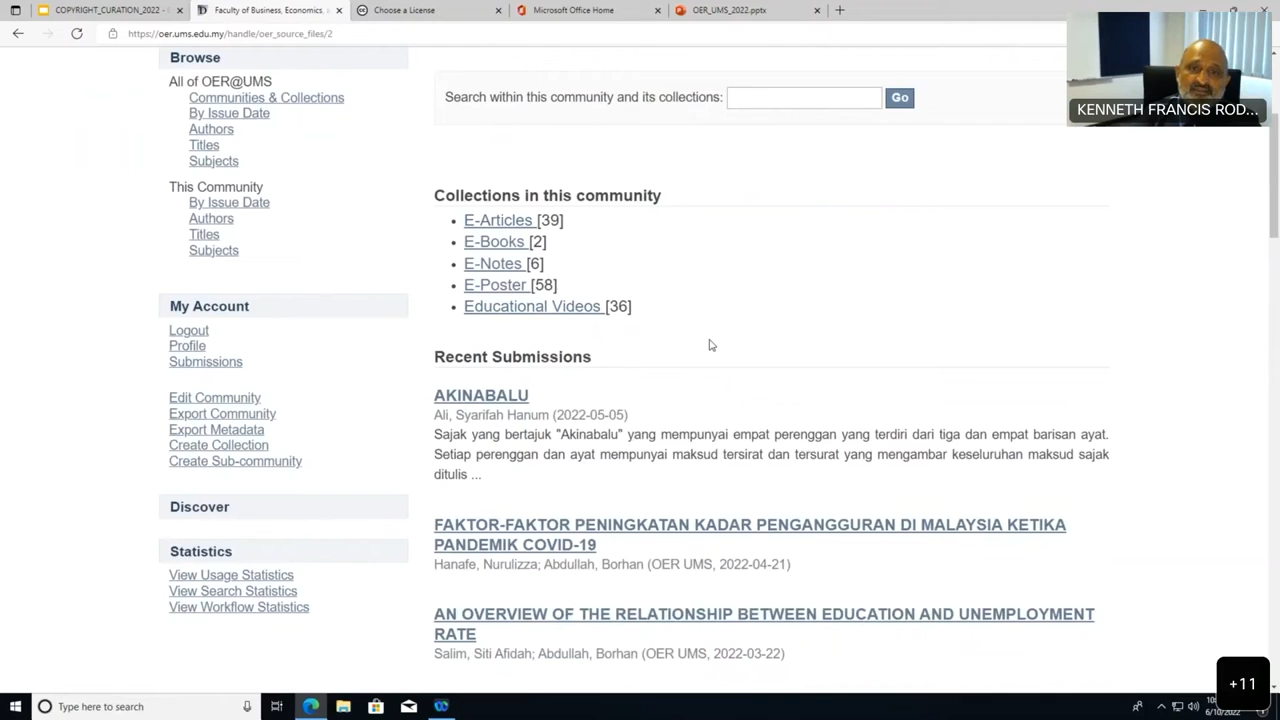 COPYRIGHT_CURATION_2022 -
Faculty of Business, Economics,
Choose a License
Microsoft Office Home
OER_UMS_2022.pptx
https://oer.ums.edu.my/handle/oer_source_files/2
KENNETH FRANCIS ROD...
Browse
All of OER@UMS
Communities & Collections
By Issue Date
Authors
Titles
Subjects
This Community
By Issue Date
Authors
Titles
Subjects
My Account
Logout
Profile
Submissions
Edit Community
Export Community
Export Metadata
Create Collection
Create Sub-community
Discover
Statistics
View Usage Statistics
View Search Statistics
View Workflow Statistics
Search within this community and its collections:
Go
Collections in this community
E-Articles [39]
E-Books [2]
E-Notes [6]
E-Poster [58]
Educational Videos [36]
Recent Submissions
AKINABALU
Ali, Syarifah Hanum (2022-05-05)
Sajak yang bertajuk "Akinabalu" yang mempunyai empat perenggan yang terdiri dari tiga dan empat barisan ayat.
Setiap perenggan dan ayat mempunyai maksud tersirat dan tersurat yang mengambar keseluruhan maksud sajak
ditulis ...
FAKTOR-FAKTOR PENINGKATAN KADAR PENGANGGURAN DI MALAYSIA KETIKA
PANDEMIK COVID-19
Hanafe, Nurulizza; Abdullah, Borhan (OER UMS, 2022-04-21)
AN OVERVIEW OF THE RELATIONSHIP BETWEEN EDUCATION AND UNEMPLOYMENT
RATE
Salim, Siti Afidah; Abdullah, Borhan (OER UMS, 2022-03-22)
+11
Type here to search
6/10/2022